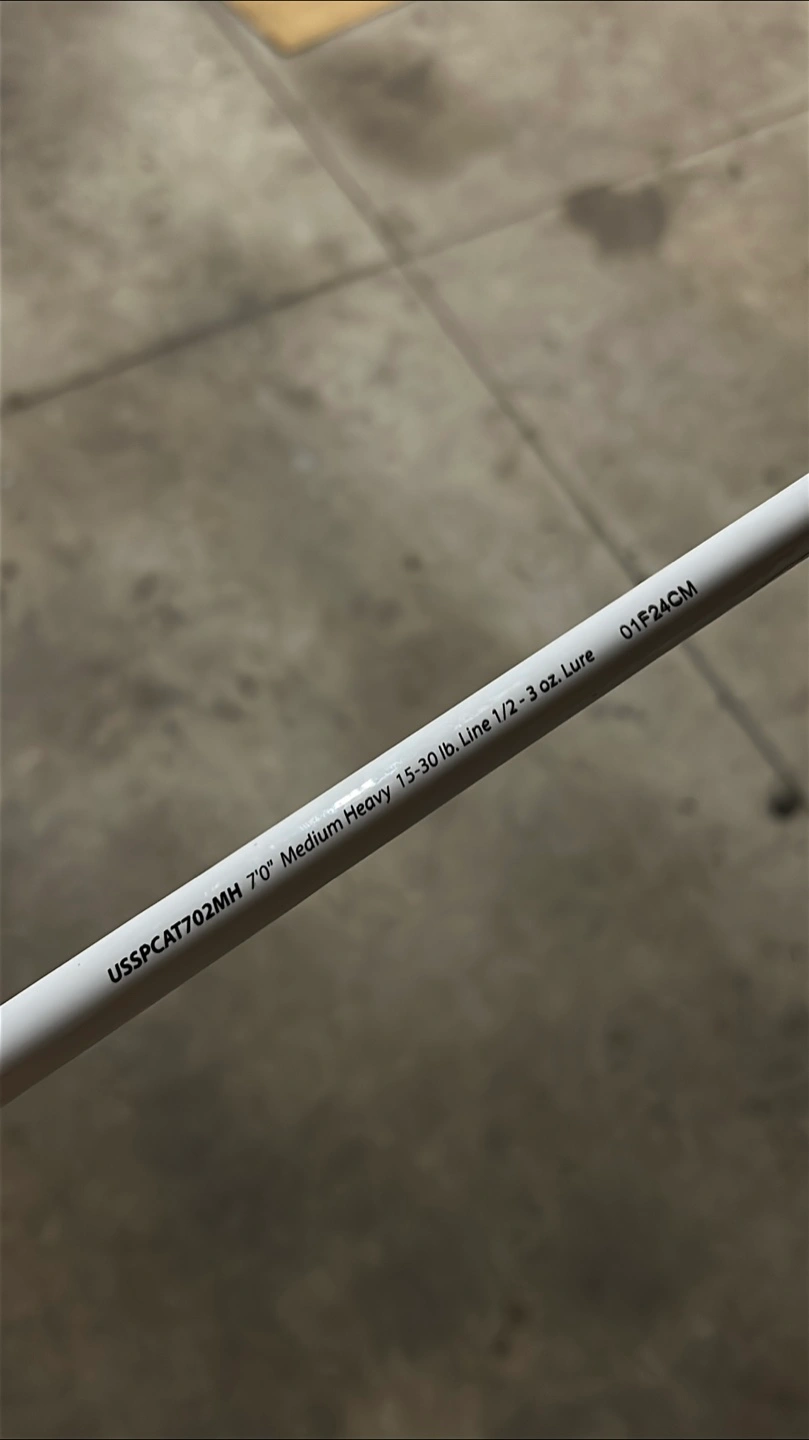 USSPCAT702MH 7'0" Medium Heavy 15-30 lb. Line 1/2 - 3 oz. Lure 01F24CM